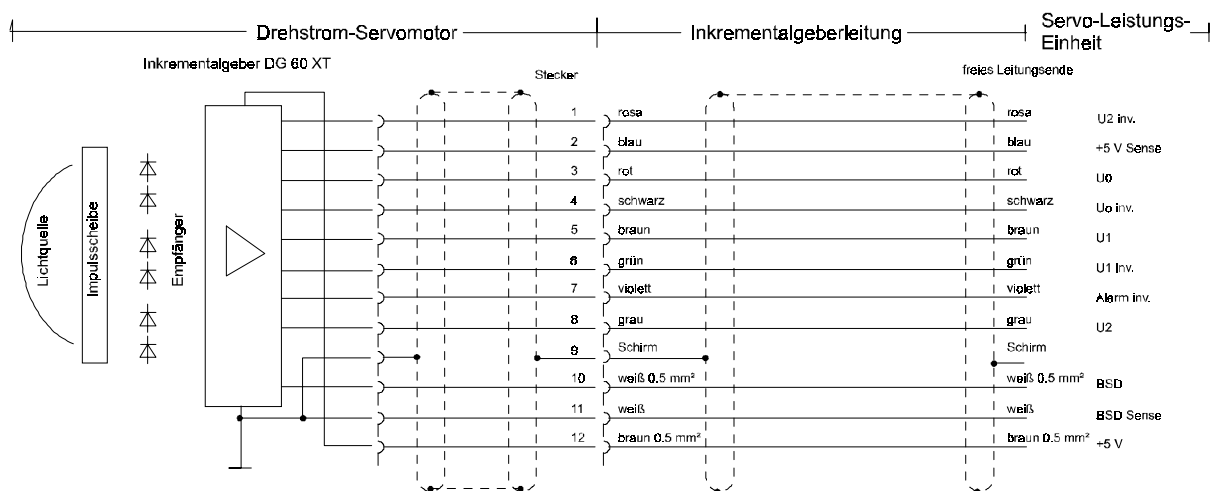 Drehstrom-Servomotor
Inkrementalgeberleitung
Servo-Leistungs-
Einheit
Inkrementalgeber DG 60 XT
Stecker
freies Leitungsende
Lichtquelle
Impulsscheibe
Empfänger
1 rosa rosa U2 inv.
2 blau blau +5 V Sense
3 rot rot U0
4 schwarz schwarz Uo inv.
5 braun braun U1
6 grün grün U1 inv.
7 violett violett Alarm inv.
8 grau grau U2
9 Schirm Schirm
10 weiß 0.5 mm² weiß 0.5 mm² BSD
11 weiß weiß BSD Sense
12 braun 0.5 mm² braun 0.5 mm² +5 V